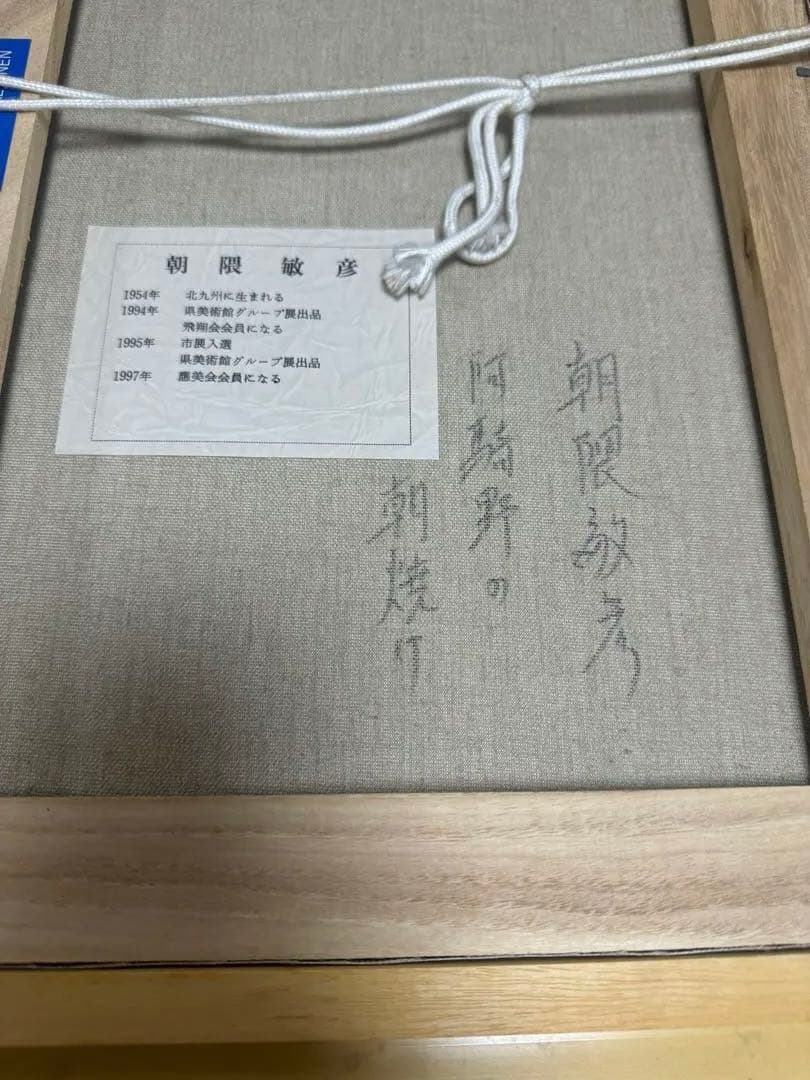 朝隈 敏彦
1954年 北九州に生まれる
1994年 県美術館グループ展出品
飛翔会会員になる
1995年 市展入選
県美術館グループ展出品
1997年 鷹美会会員になる
朝隈敏彦
阿騎野の
朝焼け